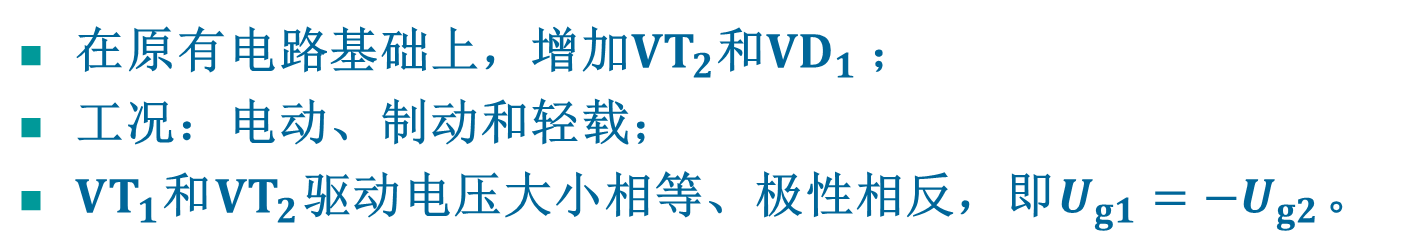 ■ 在原有电路基础上，增加VT₂和VD₁；
■ 工况：电动、制动和轻载；
■ VT₁和VT₂驱动电压大小相等、极性相反，即U_g1 = −U_g2。